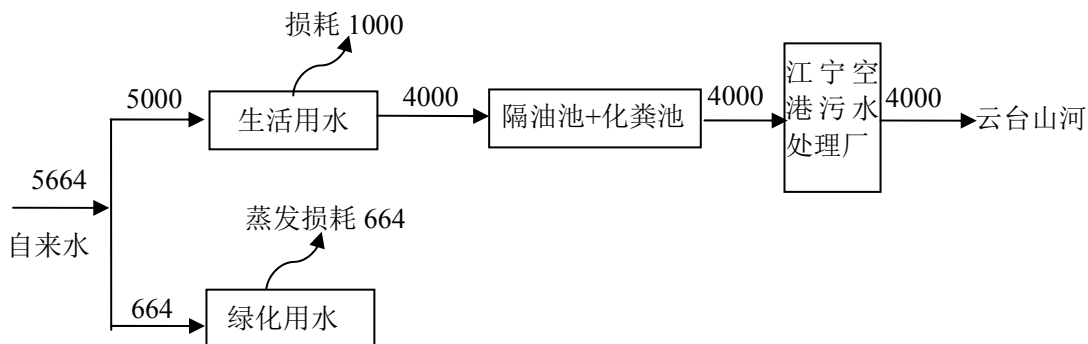 损耗 1000
5000
生活用水
4000
隔油池+化粪池
4000
江宁空
港污水
处理厂
4000
云台山河
5664
自来水
蒸发损耗 664
664
绿化用水